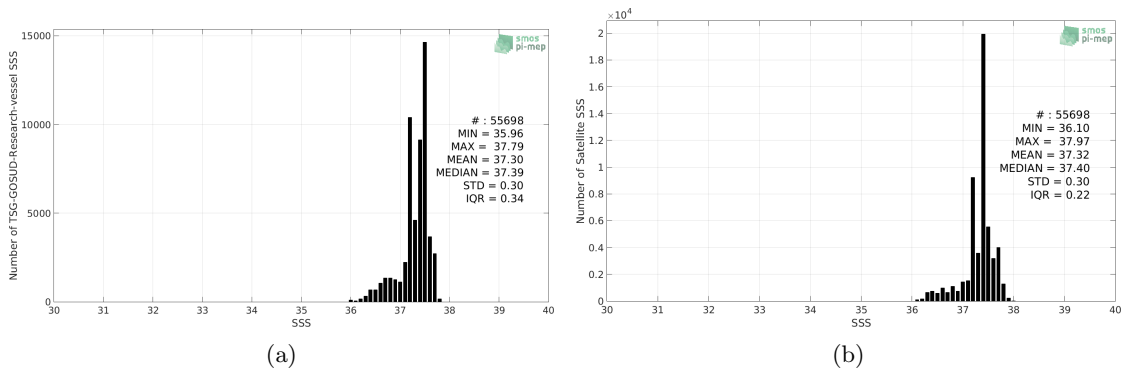 15000
10000
5000
0
Number of TSG-GOSUD-Research-vessel SSS
smos
pi-mep
# : 55698
MIN = 35.96
MAX = 37.79
MEAN = 37.30
MEDIAN = 37.39
STD = 0.30
IQR = 0.34
30 31 32 33 34 35 36 37 38 39 40
SSS
(a)
×10⁴
2
1.8
1.6
1.4
1.2
1
0.8
0.6
0.4
0.2
0
Number of Satellite SSS
smos
pi-mep
# : 55698
MIN = 36.10
MAX = 37.97
MEAN = 37.32
MEDIAN = 37.40
STD = 0.30
IQR = 0.22
30 31 32 33 34 35 36 37 38 39 40
SSS
(b)